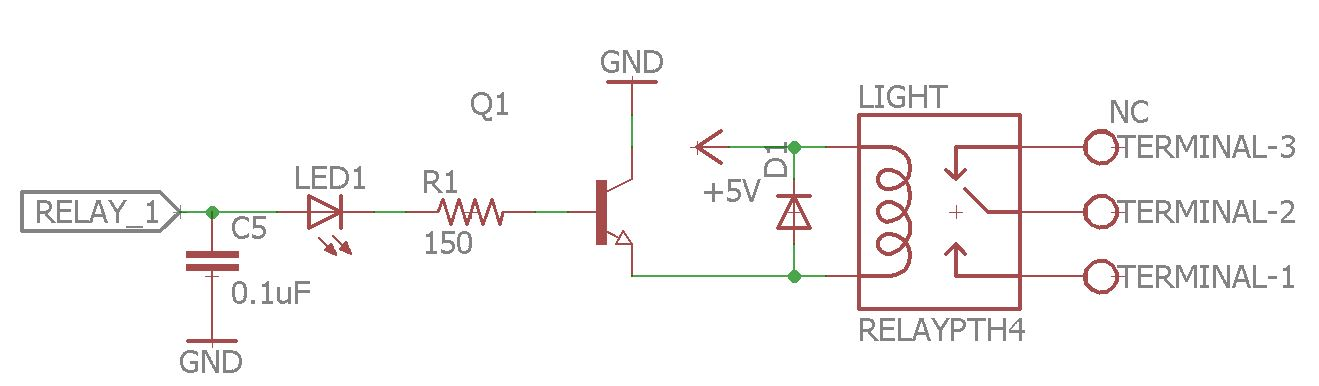 GND
Q1
LIGHT
NC
TERMINAL-3
D1
+5V
LED1
R1
RELAY_1
C5
150
TERMINAL-2
0.1uF
TERMINAL-1
RELAYPTH4
GND